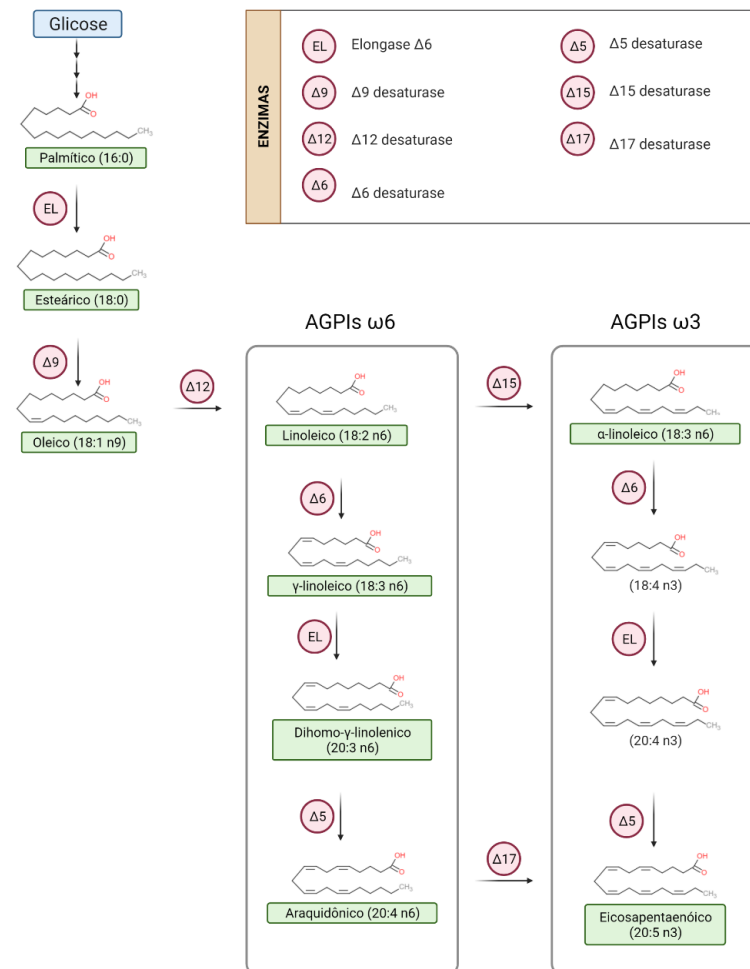 Glicose
OH
O
CH3
Palmítico (16:0)
EL
OH
O
CH3
Esteárico (18:0)
Δ9
OH
O
CH3
Oleico (18:1 n9)
Δ12
ENZIMAS
EL Elongase Δ6
Δ9 Δ9 desaturase
Δ12 Δ12 desaturase
Δ6 Δ6 desaturase
Δ5 Δ5 desaturase
Δ15 Δ15 desaturase
Δ17 Δ17 desaturase
AGPIs ω6
OH
O
CH3
Linoleico (18:2 n6)
Δ6
OH
O
CH3
γ-linoleico (18:3 n6)
EL
OH
O
CH3
Dihomo-γ-linolenico
(20:3 n6)
Δ5
OH
O
CH3
Araquidônico (20:4 n6)
Δ15
Δ17
AGPIs ω3
OH
O
CH3
α-linoleico (18:3 n6)
Δ6
OH
O
CH3
(18:4 n3)
EL
OH
O
CH3
(20:4 n3)
Δ5
OH
O
CH3
Eicosapentaenóico
(20:5 n3)